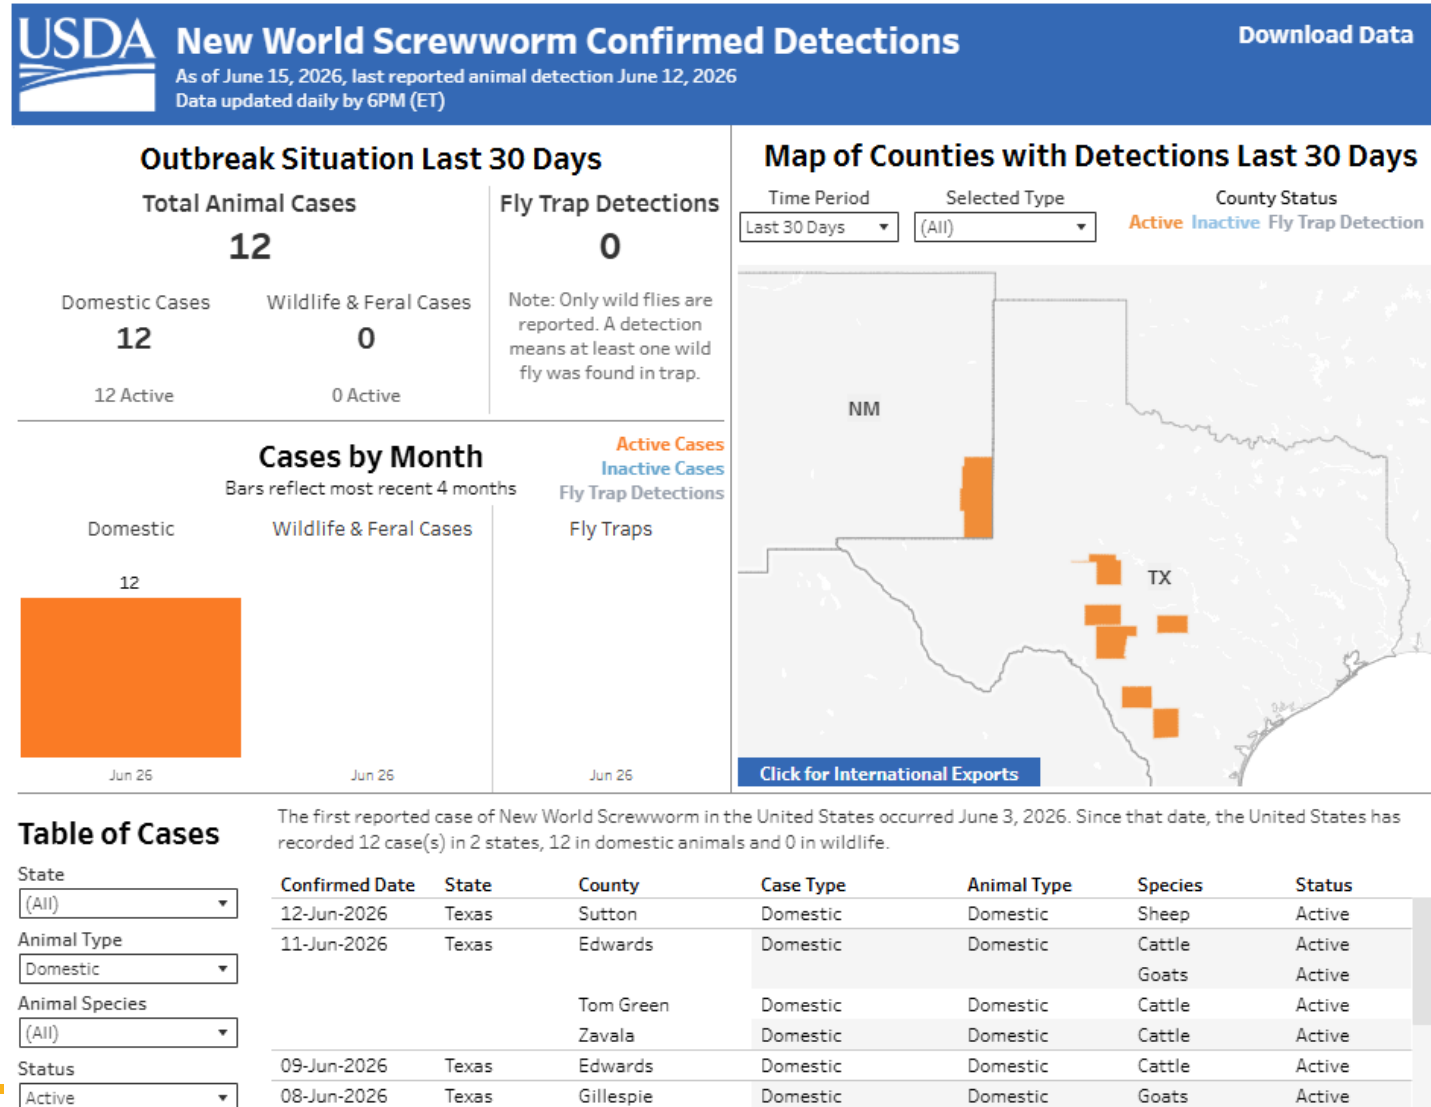 USDA
New World Screwworm Confirmed Detections
Download Data
As of June 15, 2026, last reported animal detection June 12, 2026
Data updated daily by 6PM (ET)
Outbreak Situation Last 30 Days
Total Animal Cases
12
Domestic Cases
12
12 Active
Wildlife & Feral Cases
0
0 Active
Fly Trap Detections
0
Note: Only wild flies are
reported. A detection
means at least one wild
fly was found in trap.
Map of Counties with Detections Last 30 Days
Time Period
Last 30 Days
Selected Type
(All)
County Status
Active Inactive Fly Trap Detection
NM
TX
Click for International Exports
Cases by Month
Bars reflect most recent 4 months
Active Cases
Inactive Cases
Fly Trap Detections
Domestic
12
Jun 26
Wildlife & Feral Cases
Jun 26
Fly Traps
Jun 26
Table of Cases
The first reported case of New World Screwworm in the United States occurred June 3, 2026. Since that date, the United States has
recorded 12 case(s) in 2 states, 12 in domestic animals and 0 in wildlife.
State
(All)
Animal Type
Domestic
Animal Species
(All)
Status
Active
Confirmed Date State County Case Type Animal Type Species Status
12-Jun-2026 Texas Sutton Domestic Domestic Sheep Active
11-Jun-2026 Texas Edwards Domestic Domestic Cattle Active
Goats Active
Tom Green Domestic Domestic Cattle Active
Zavala Domestic Domestic Cattle Active
09-Jun-2026 Texas Edwards Domestic Domestic Cattle Active
08-Jun-2026 Texas Gillespie Domestic Domestic Goats Active